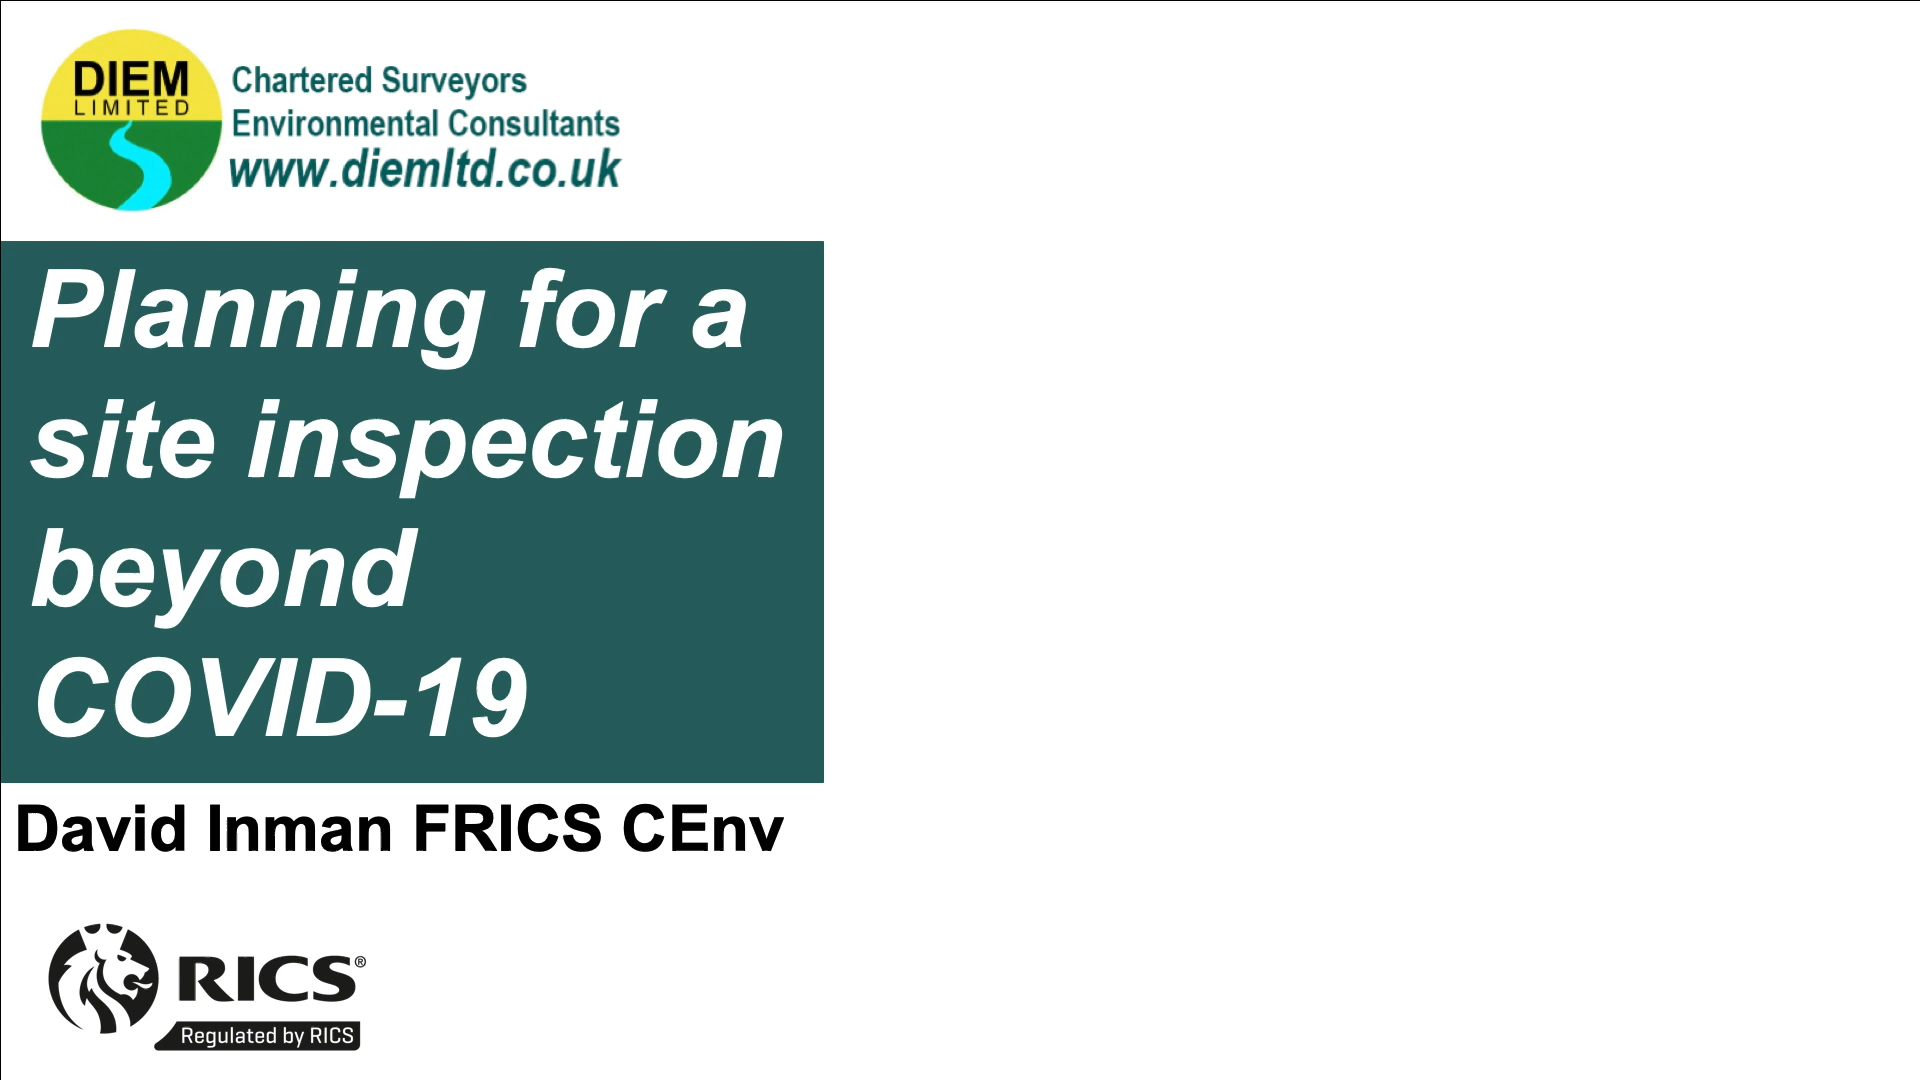 DIEM
LIMITED
Chartered Surveyors
Environmental Consultants
www.diemltd.co.uk
Planning for a
site inspection
beyond
COVID-19
David Inman FRICS CEnv
RICS®
Regulated by RICS